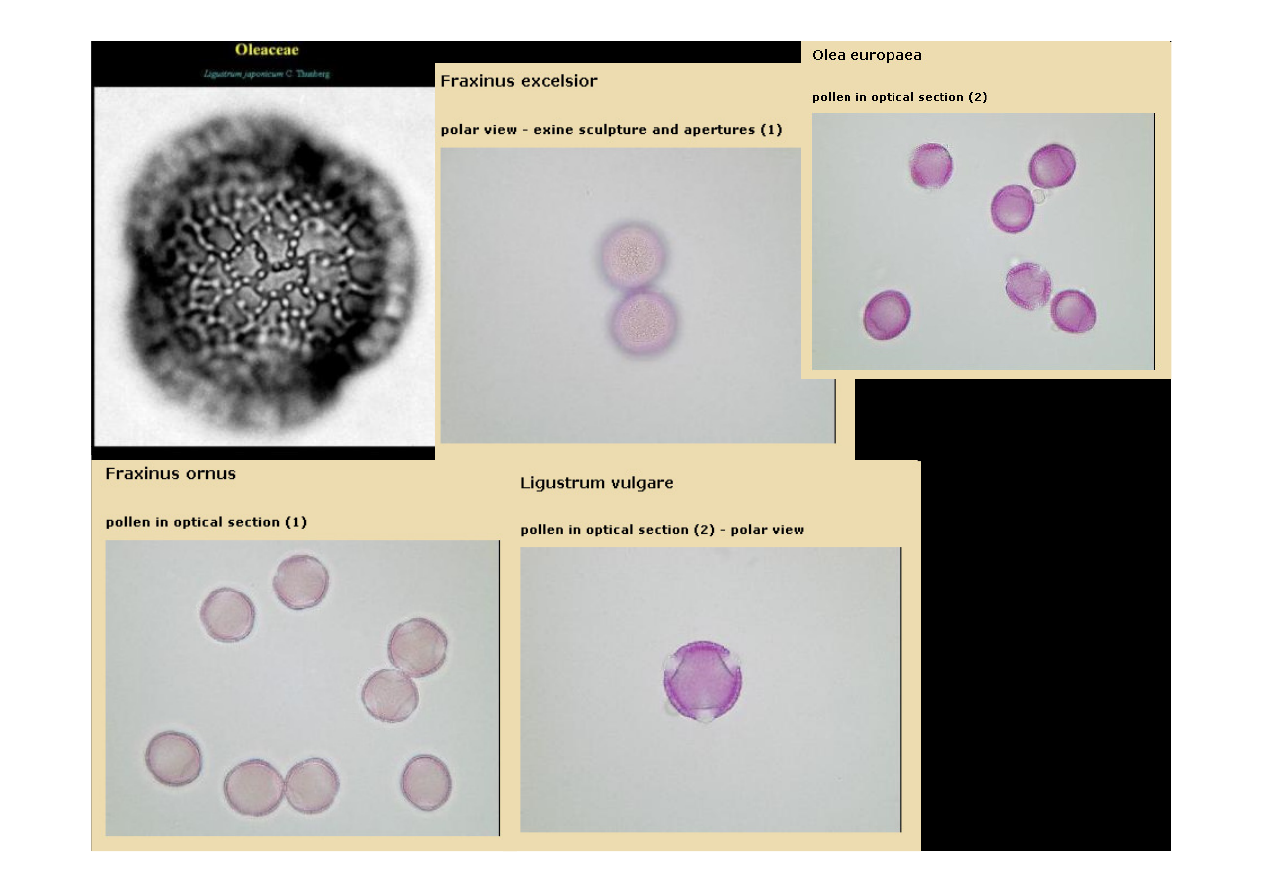 Oleaceae
Ligustrum japonicum C. Thunberg
Fraxinus excelsior
polar view - exine sculpture and apertures (1)
Olea europaea
pollen in optical section (2)
Fraxinus ornus
pollen in optical section (1)
Ligustrum vulgare
pollen in optical section (2) - polar view